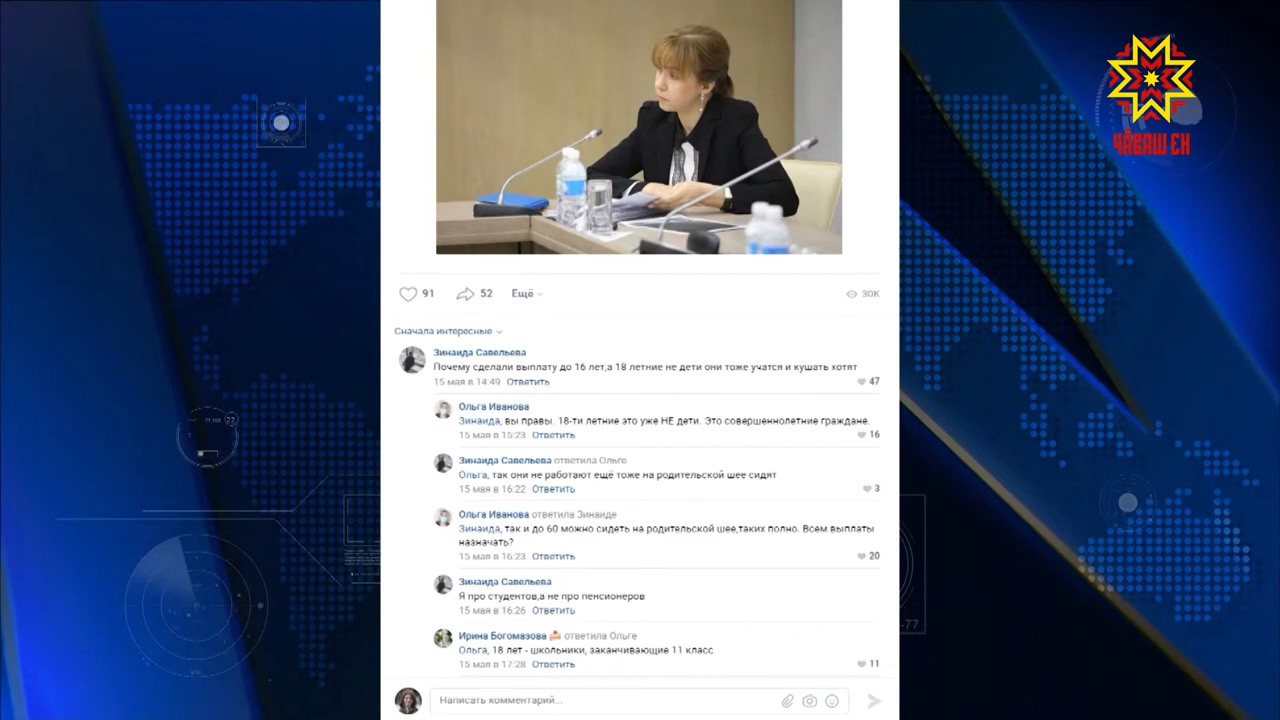 ЧӐВАШ ЕН
91
52
Ещё
30K
Сначала интересные
Зинаида Савельева
Почему сделали выплату до 16 лет,а 18 летние не дети они тоже учатся и кушать хотят
15 мая в 14:49 Ответить
47
Ольга Иванова
Зинаида, вы правы. 18-ти летние это уже НЕ дети. Это совершеннолетние граждане.
15 мая в 15:23 Ответить
16
Зинаида Савельева ответила Ольге
Ольга, так они не работают ещё тоже на родительской шее сидят
15 мая в 16:22 Ответить
3
Ольга Иванова ответила Зинаиде
Зинаида, так и до 60 можно сидеть на родительской шее,таких полно. Всем выплаты
назначать?
15 мая в 16:23 Ответить
20
Зинаида Савельева
Я про студентов,а не про пенсионеров
15 мая в 16:26 Ответить
Ирина Богомазова ответила Ольге
Ольга, 18 лет - школьники, заканчивающие 11 класс
15 мая в 17:28 Ответить
11
Написать комментарий...
77,102
22
-77